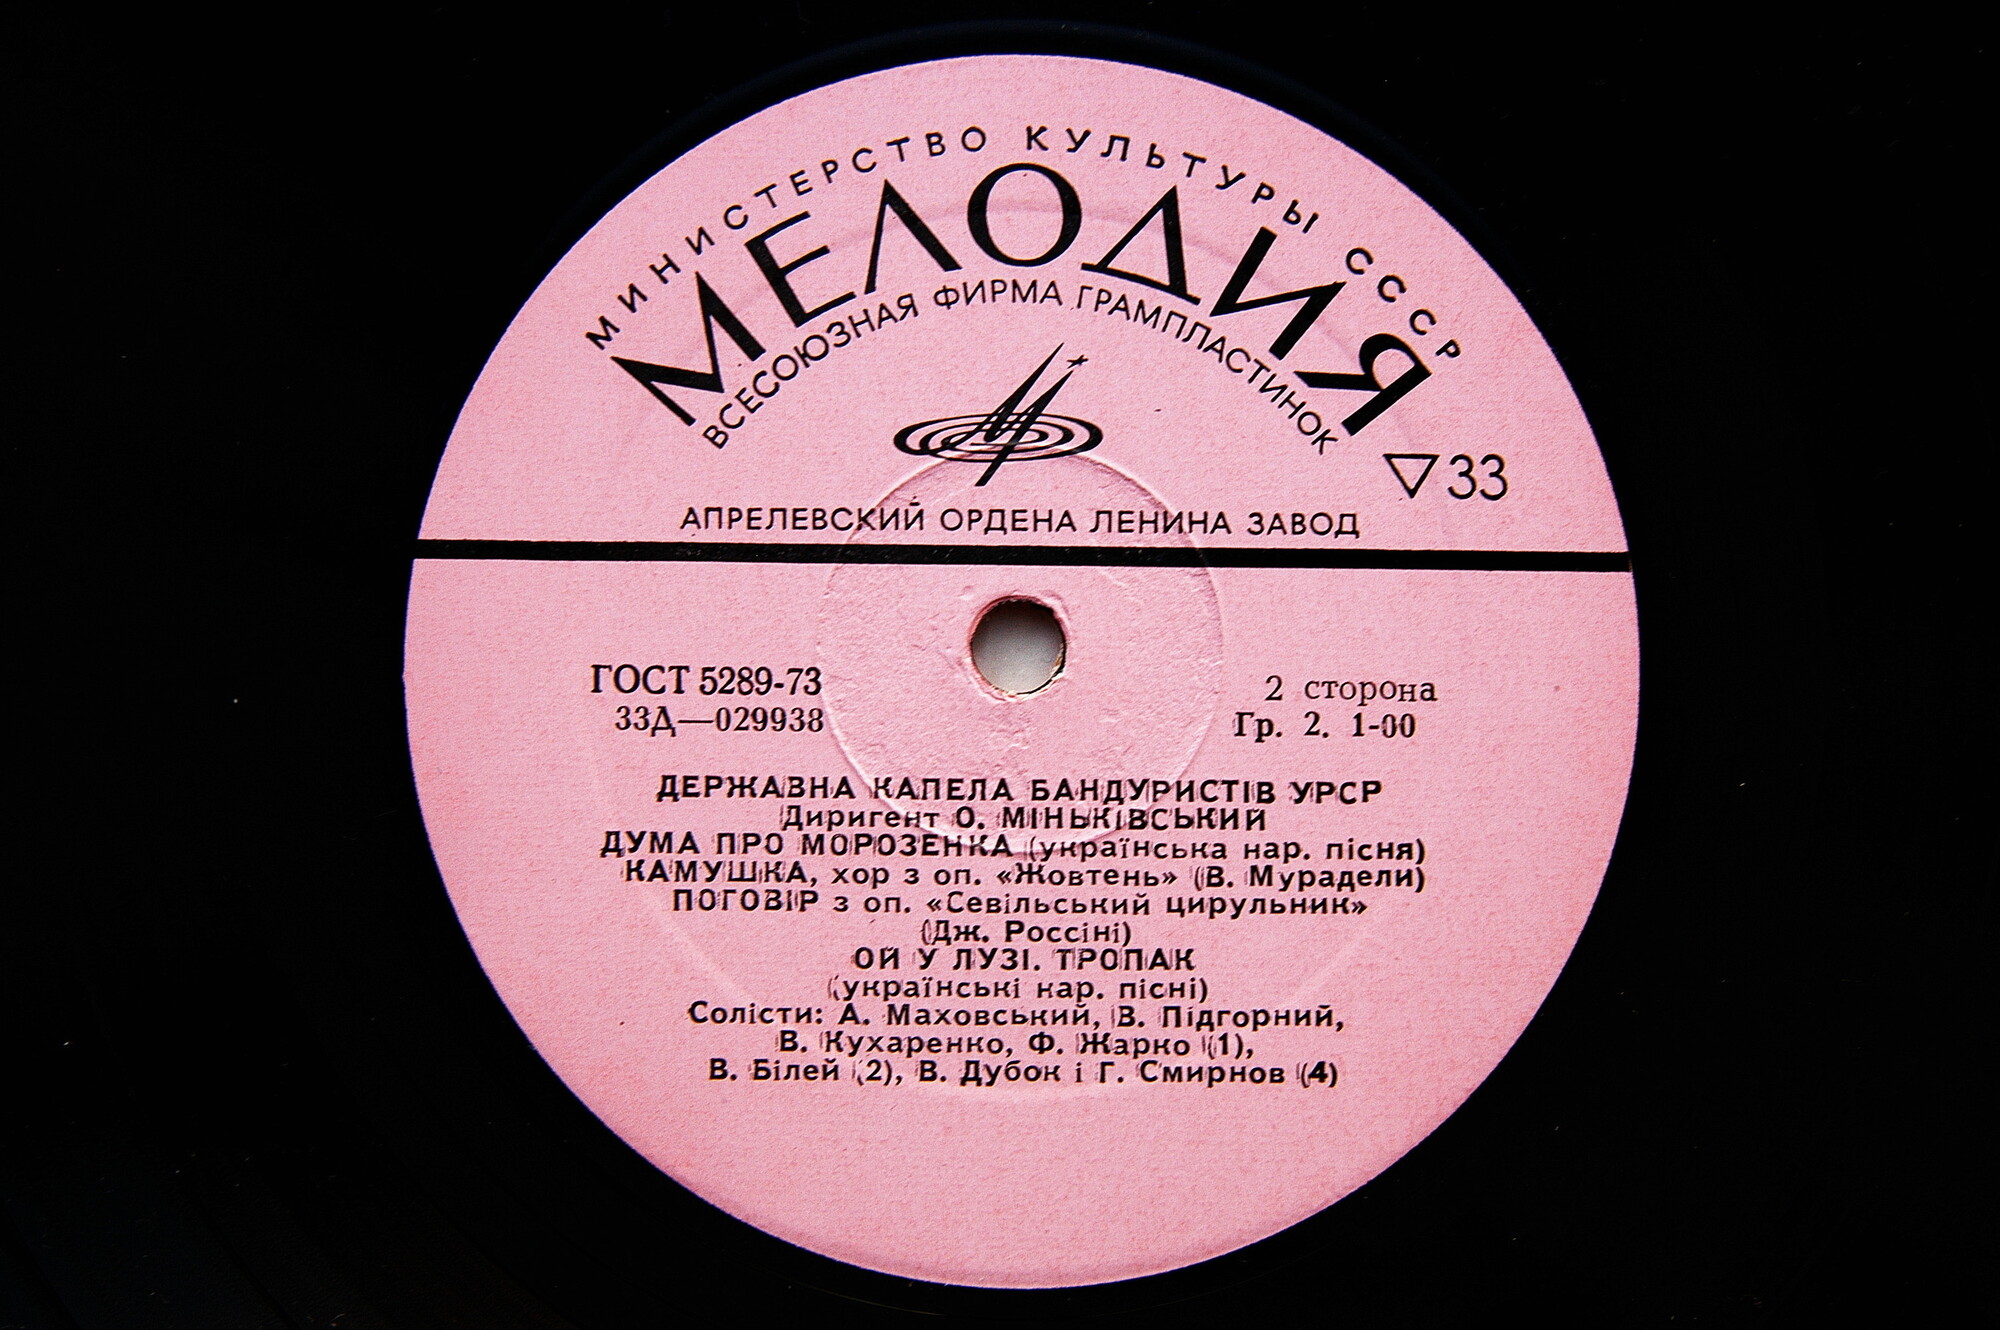 МИНИСТЕРСТВО КУЛЬТУРЫ СССР
МЕЛОДИЯ
ВСЕСОЮЗНАЯ ФИРМА ГРАМПЛАСТИНОК
▽33
АПРЕЛЕВСКИЙ ОРДЕНА ЛЕНИНА ЗАВОД
ГОСТ 5289-73
33Д—029938
2 сторона
Гр. 2. 1-00
ДЕРЖАВНА КАПЕЛА БАНДУРИСТІВ УРСР
Диригент О. МІНЬКІВСЬКИЙ
ДУМА ПРО МОРОЗЕНКА (українська нар. пісня)
КАМУШКА, хор з оп. «Жовтень» (В. Мурадели)
ПОГОВІР з оп. «Севільський цирульник»
(Дж. Россіні)
ОЙ У ЛУЗІ. ТРОПАК
(українські нар. пісні)
Солісти: А. Маховський, В. Підгорний,
В. Кухаренко, Ф. Жарко (1),
В. Білей (2), В. Дубок і Г. Смирнов (4)